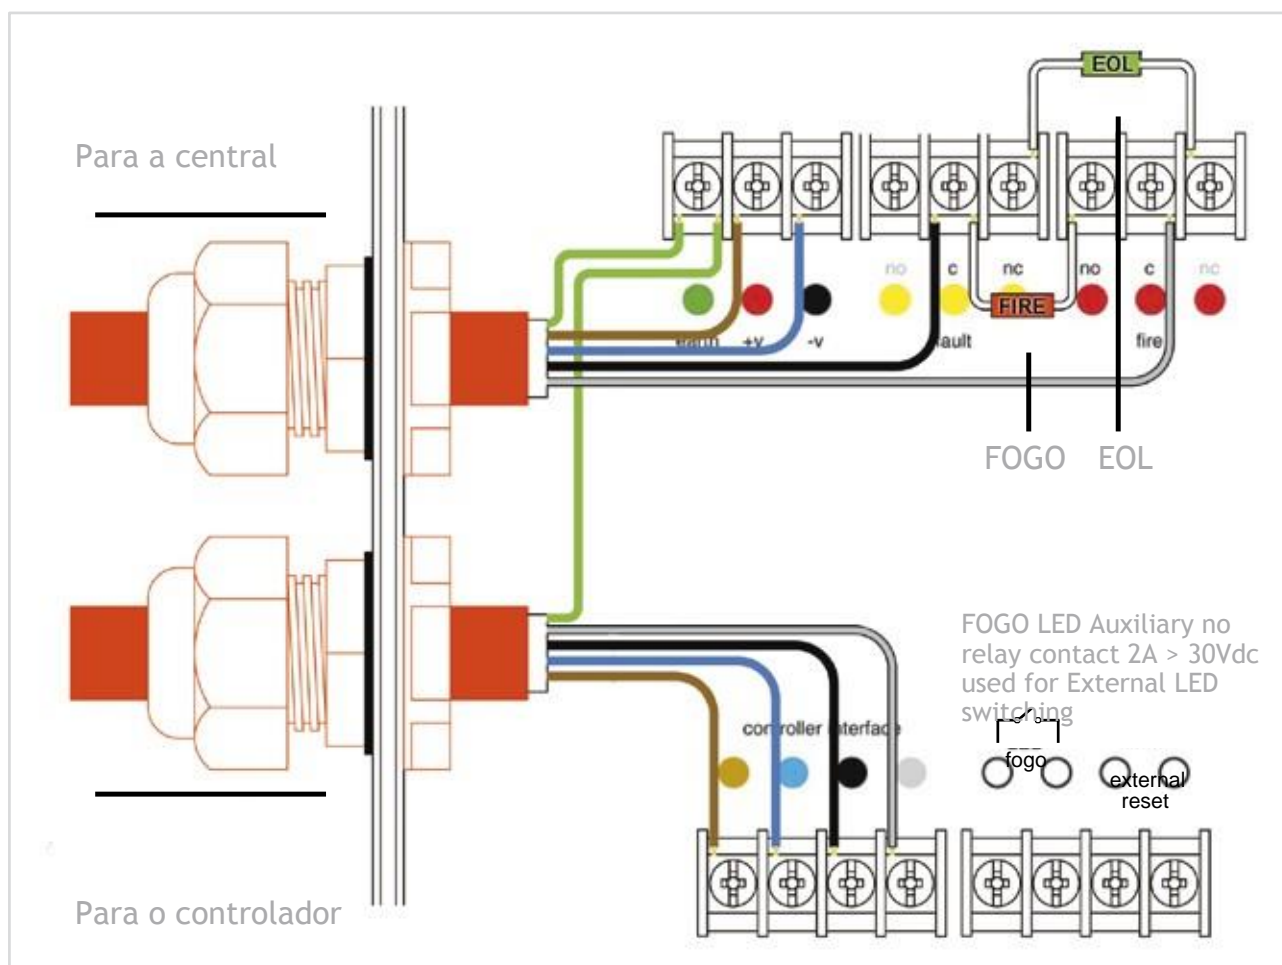 EOL
Para a central
no c nc no c nc
FIRE
earth +v -v fault fire
FOGO EOL
FOGO LED Auxiliary no
relay contact 2A > 30Vdc
used for External LED
switching
controller interface
fogo
external
reset
Para o controlador